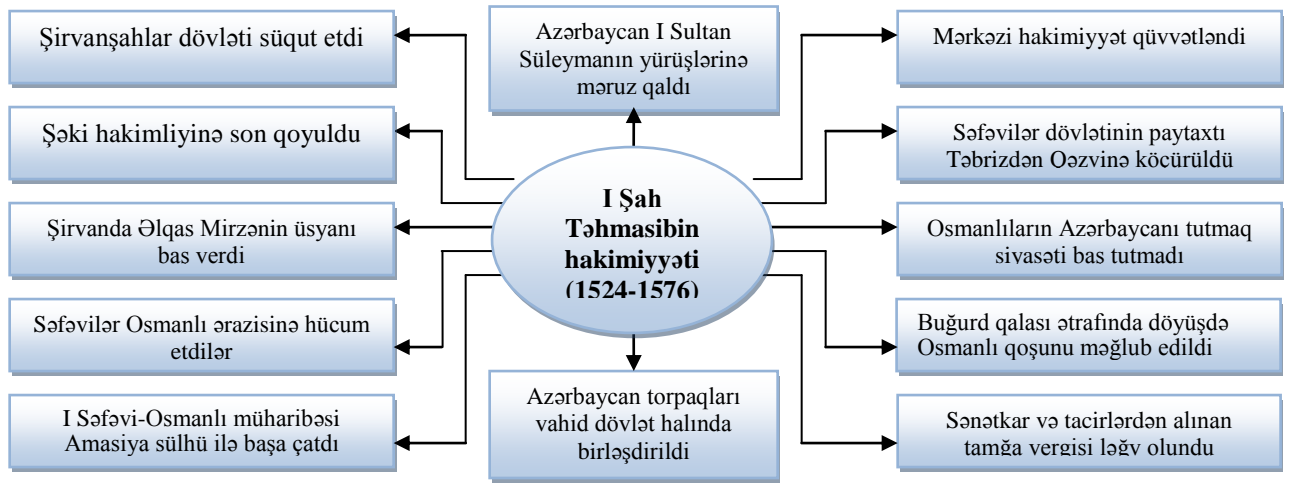 Şirvanşahlar dövləti süqut etdi
Azərbaycan I Sultan
Süleymanın yürüşlərinə
məruz qaldı
Mərkəzi hakimiyyət qüvvətləndi
Şəki hakimliyinə son qoyuldu
Səfəvilər dövlətinin paytaxtı
Təbrizdən Qəzvinə köçürüldü
I Şah
Təhmasibin
hakimiyyəti
(1524-1576)
Şirvanda Əlqas Mirzənin üsyanı
baş verdi
Osmanlıların Azərbaycanı tutmaq
siyasəti baş tutmadı
Səfəvilər Osmanlı ərazisinə hücum
etdilər
Buğurd qalası ətrafında döyüşdə
Osmanlı qoşunu məğlub edildi
I Səfəvi-Osmanlı müharibəsi
Amasiya sülhü ilə başa çatdı
Azərbaycan torpaqları
vahid dövlət halında
birləşdirildi
Sənətkar və tacirlərdən alınan
tamğa vergisi ləğv olundu